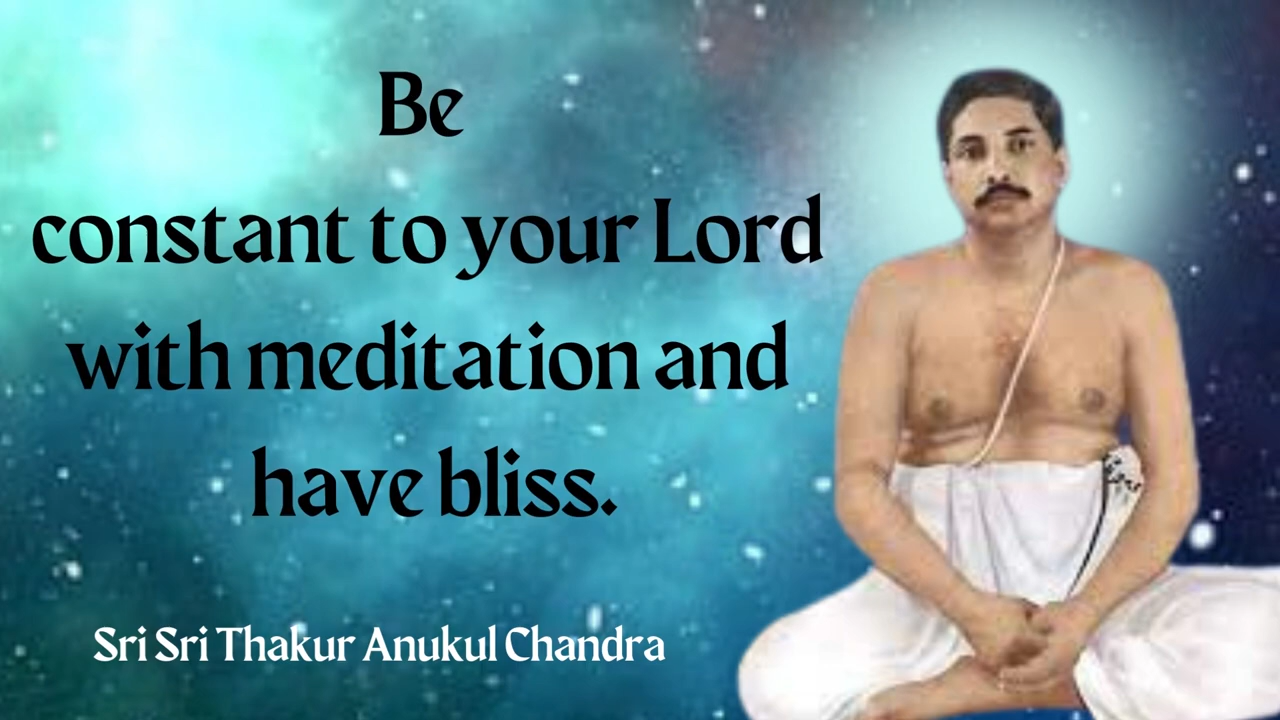 Be
constant to your Lord
with meditation and
have bliss.
Sri Sri Thakur Anukul Chandra